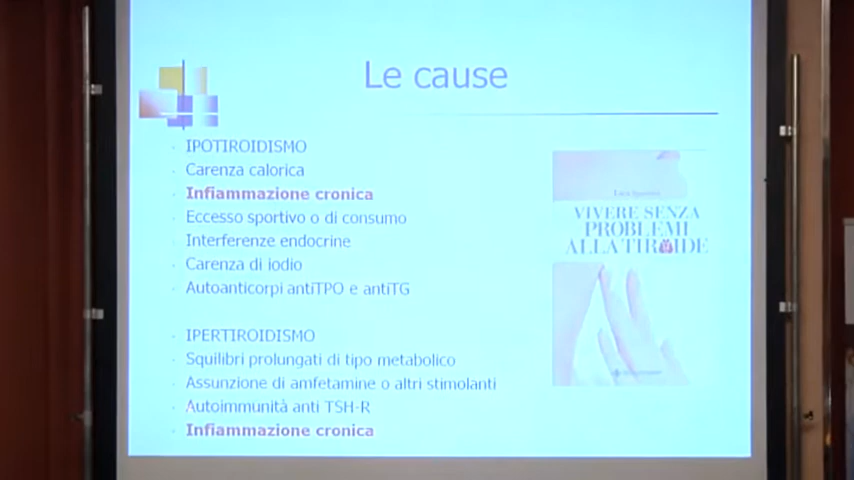 Le cause
IPOTIROIDISMO
Carenza calorica
Infiammazione cronica
Eccesso sportivo o di consumo
Interferenze endocrine
Carenza di iodio
Autoanticorpi antiTPO e antiTG
IPERTIROIDISMO
Squilibri prolungati di tipo metabolico
Assunzione di amfetamine o altri stimolanti
Autoimmunità anti TSH-R
Infiammazione cronica
VIVERE SENZA
PROBLEMI
ALLA TIROIDE